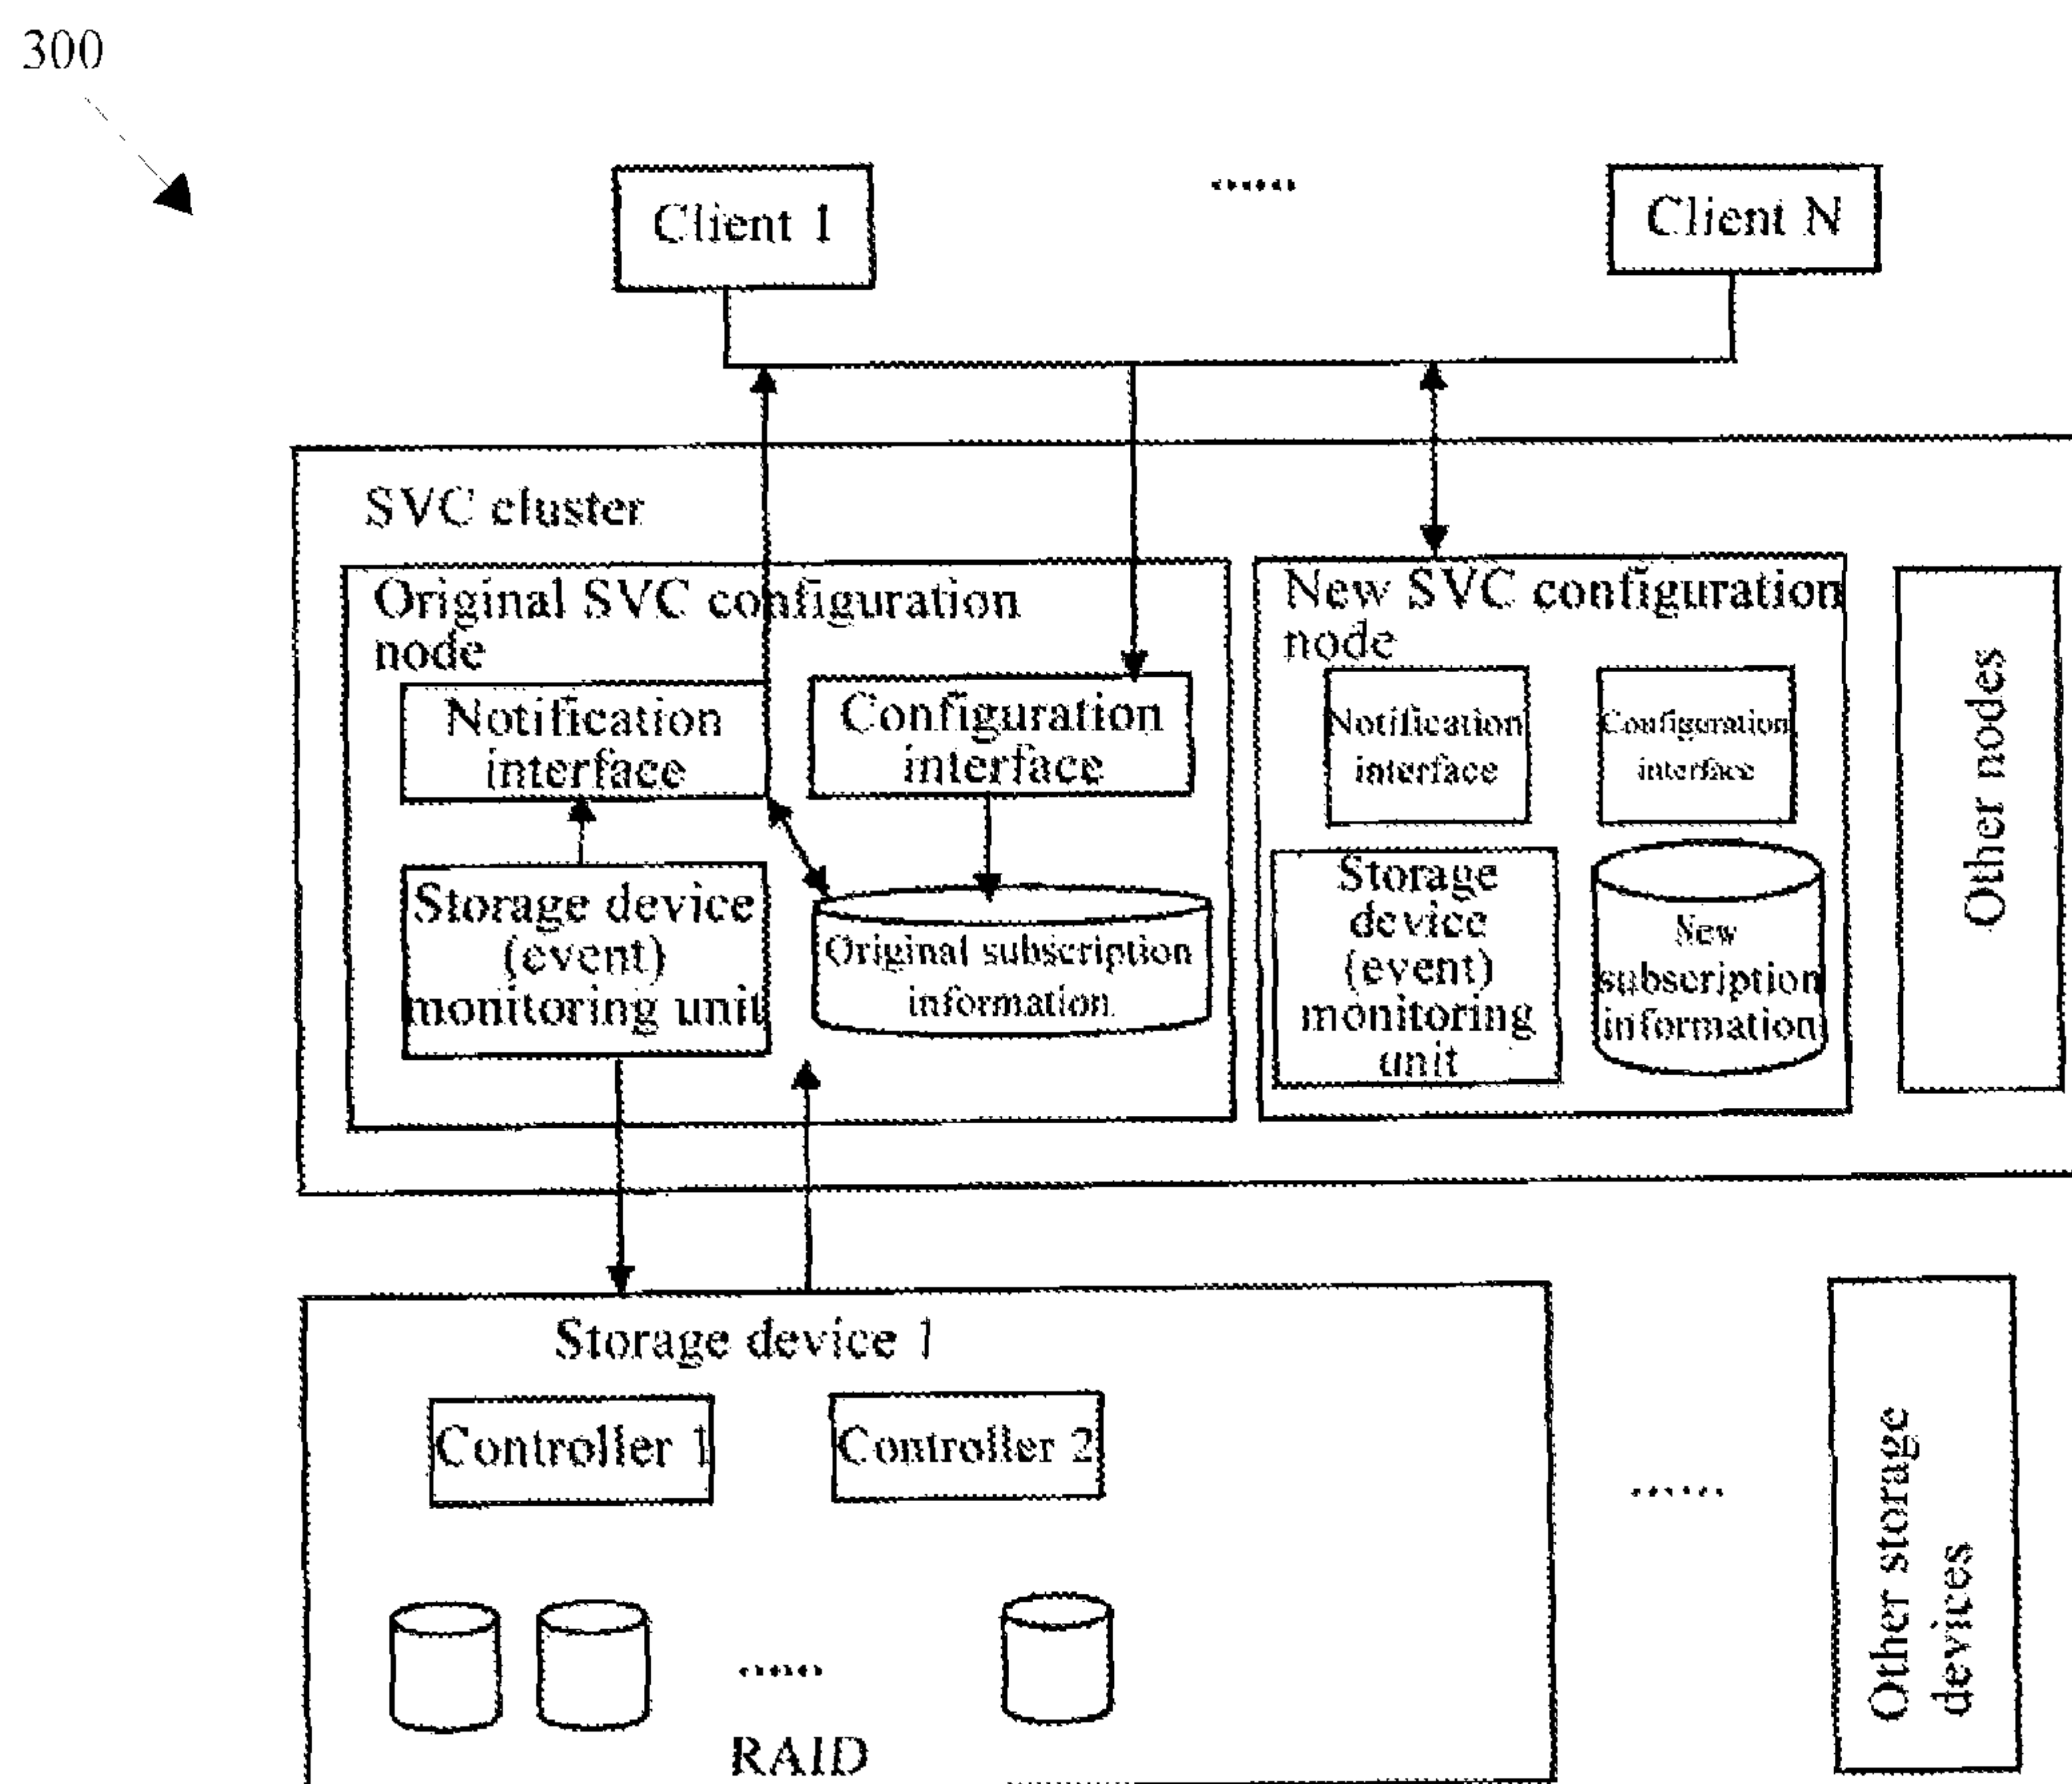 300
Client 1
......
Client N
SVC cluster
Original SVC configuration
node
New SVC configuration
node
Notification
interface
Configuration
interface
Notification
interface
Configuration
interface
Other nodes
Storage device
(event)
monitoring unit
Original subscription
information
Storage
device
(event)
monitoring
unit
New
subscription
information
Storage device 1
Controller 1
Controller 2
......
Other storage
devices
......
RAID